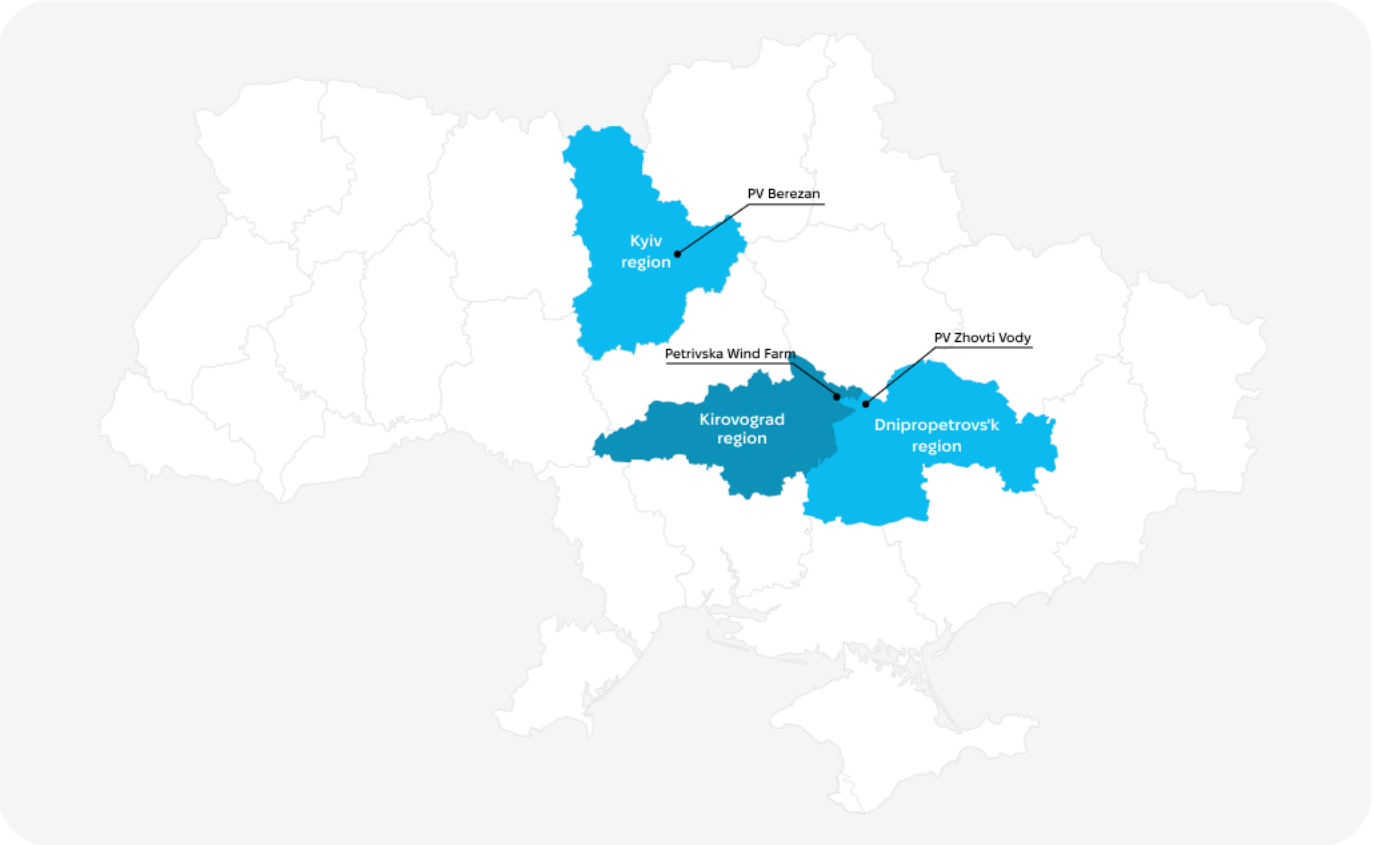 PV Berezan
Kyiv
region
PV Zhovti Vody
Petrivska Wind Farm
Kirovograd
region
Dnipropetrovs'k
region